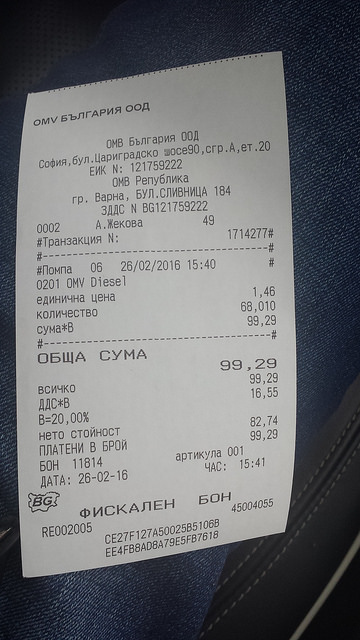 OMV БЪЛГАРИЯ ООД
ОМВ България ООД
София,бул.Цариградско шосе90,сгр.А,ет.20
ЕИК N: 121759222
ОМВ Република
гр. Варна, БУЛ.СЛИВНИЦА 184
ЗДДС N BG121759222
0002 А.Жекова 49
#Транзакция N: 1714277#
#--------------------------------------#
#Помпа 06 26/02/2016 15:40 #
0201 OMV Diesel
единична цена 1,46
количество 68,010
сума*В 99,29
#--------------------------------------#
ОБЩА СУМА 99,29
всичко 99,29
ДДС*В 16,55
В=20,00%
нето стойност 82,74
ПЛАТЕНИ В БРОЙ 99,29
БОН 11814 артикула 001
ДАТА: 26-02-16 ЧАС: 15:41
BG
ФИСКАЛЕН БОН
RE002005 45004055
CE27F127A50025B5106B
EE4FB8AD8A79E5FB7618